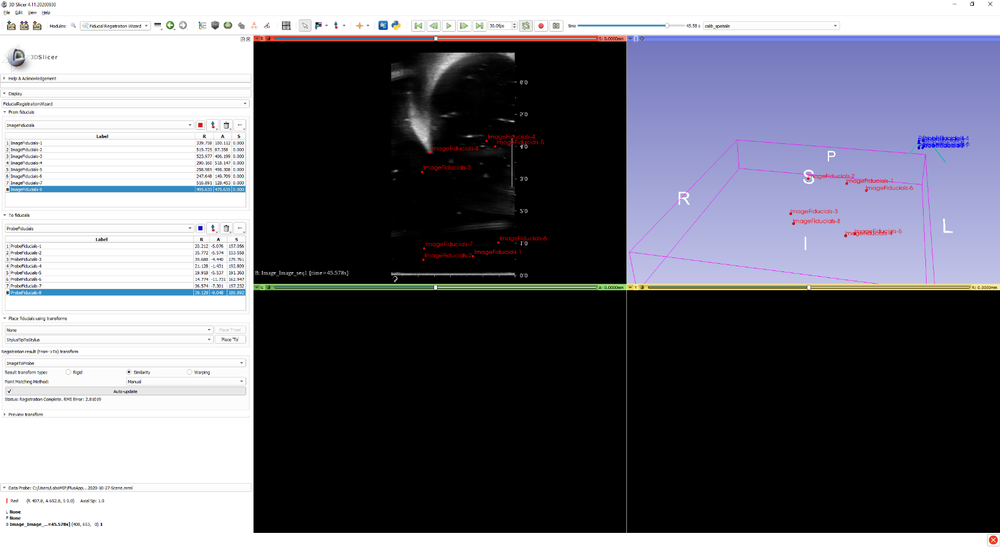 3D Slicer 4.11.20200930
File Edit View Help
DATA DCM SAVE Modules: Fiducial Registration Wizard 30.0fps time 45.58 s calib_spatiale
3DSlicer
Help & Acknowledgement
Display
FiducialRegistrationWizard
From fiducials
ImageFiducials
Label R A S
1 ImageFiducials-1 339.758 100.112 0.000
2 ImageFiducials-2 519.725 87.358 0.000
3 ImageFiducials-3 523.977 406.199 0.000
4 ImageFiducials-4 290.160 518.147 0.000
5 ImageFiducials-5 258.985 498.308 0.000
6 ImageFiducials-6 247.648 149.709 0.000
7 ImageFiducials-7 516.891 128.453 0.000
8 ImageFiducials-8 495.635 475.635 0.000
To fiducials
ProbeFiducials
Label R A S
1 ProbeFiducials-1 20.212 -5.076 157.056
2 ProbeFiducials-2 35.772 -5.574 153.558
3 ProbeFiducials-3 39.688 -4.440 179.761
4 ProbeFiducials-4 21.128 -1.431 192.809
5 ProbeFiducials-5 19.918 -5.537 191.360
6 ProbeFiducials-6 14.774 -11.731 162.947
7 ProbeFiducials-7 36.574 -7.301 157.232
8 ProbeFiducials-8 39.129 -9.048 186.892
Place fiducials using transforms
None Place 'From'
StylusTipToStylus Place 'To'
Registration result (From->To) transform
ImageToProbe
Result transform type: Rigid Similarity Warping
Point Matching Method: Manual
Auto-update
Status: Registration Complete. RMS Error: 2.81019
Preview transform
Data Probe: C:/Users/LaboMIP/PlusApp...2020-10-27-Scene.mrml
Red (R 407.8, A 652.8, S 0.0) Axial Sp: 1.0
L None
F None
B Image_Image_...=45.578s] (408, 653, 0) 1
R S: 0.0000mm
6.0
5.0
ImageFiducials-4
ImageFiducials-5
4.0
ImageFiducials-8
ImageFiducials-3
3.0
2.0
ImageFiducials-6
1.0
ImageFiducials-7
ImageFiducials-1
ImageFiducials-2
B: Image_Image_seq1 [time=45.578s]
0.0
?
1
P
S
R
L
I
ImageFiducials-2
ImageFiducials-1
ImageFiducials-6
ImageFiducials-3
ImageFiducials-8
ImageFiducials-5
ImageFiducials-4
G A: 0.0000mm
Y R: 0.0000mm